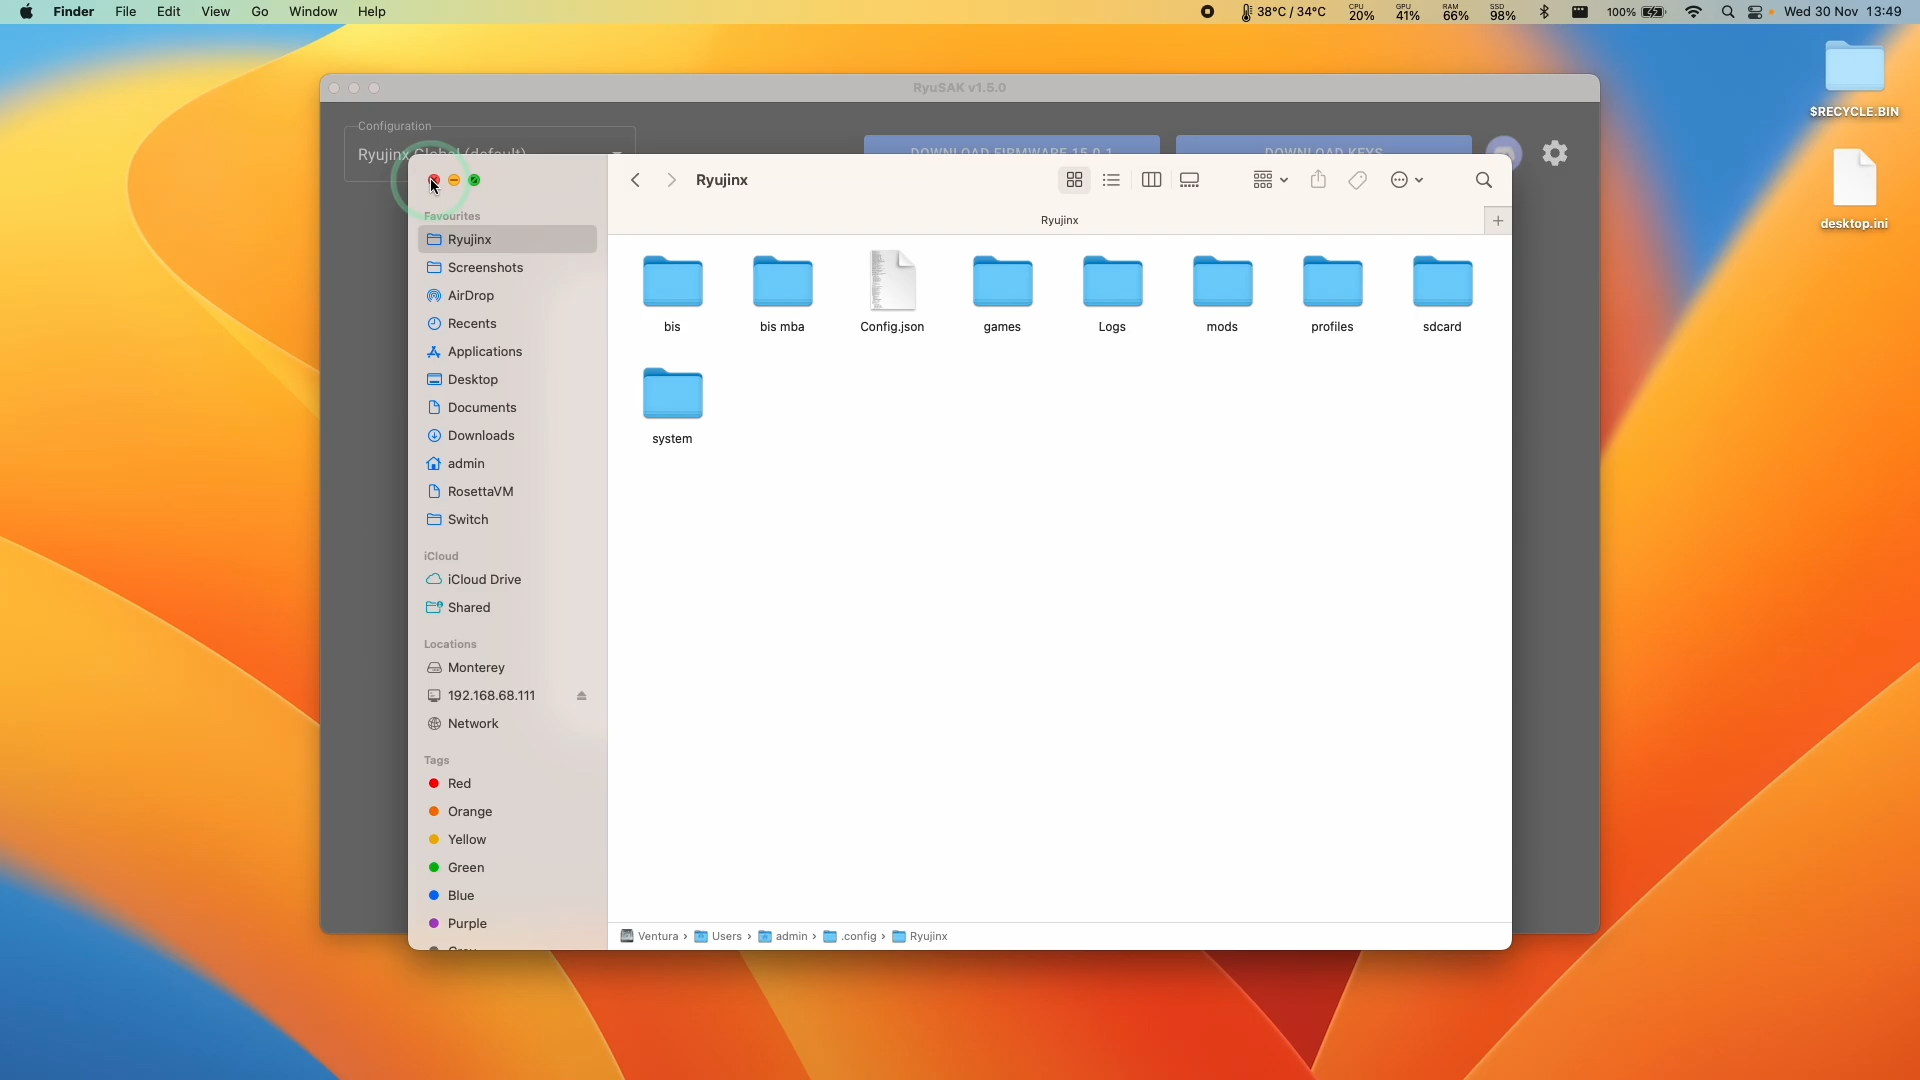 Finder File Edit View Go Window Help
38°C / 34°C CPU 20% GPU 41% RAM 66% SSD 98% 100% Wed 30 Nov 13:49
$RECYCLE.BIN
desktop.ini
RyuSAK v1.5.0
Configuration
Ryujinx Global (default)
DOWNLOAD FIRMWARE 15.0.1 DOWNLOAD KEYS
Ryujinx
Ryujinx
Favourites
Ryujinx
Screenshots
AirDrop
Recents
Applications
Desktop
Documents
Downloads
admin
RosettaVM
Switch
iCloud
iCloud Drive
Shared
Locations
Monterey
192.168.68.111
Network
Tags
Red
Orange
Yellow
Green
Blue
Purple
bis bis mba Config.json games Logs mods profiles sdcard
system
Ventura › Users › admin › .config › Ryujinx